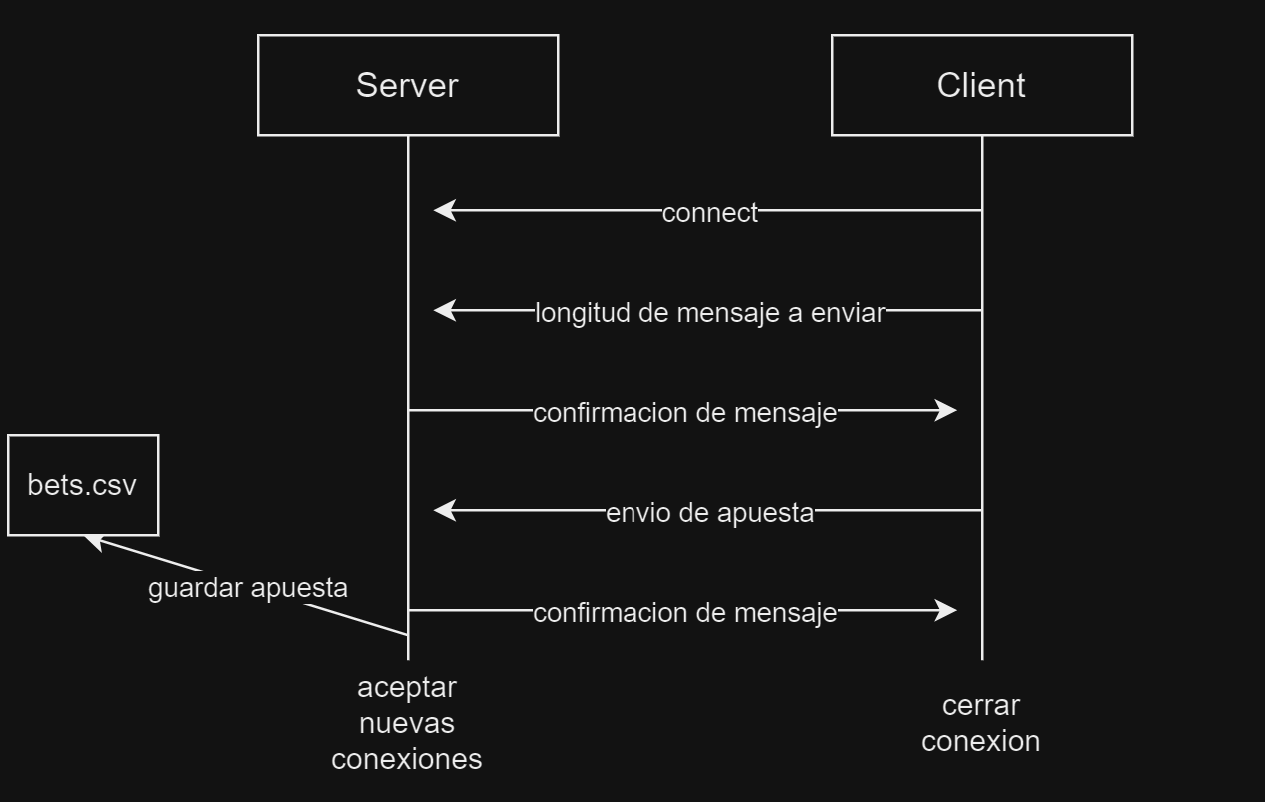 Server
Client
connect
longitud de mensaje a enviar
confirmacion de mensaje
bets.csv
envio de apuesta
guardar apuesta
confirmacion de mensaje
aceptar
nuevas
conexiones
cerrar
conexion